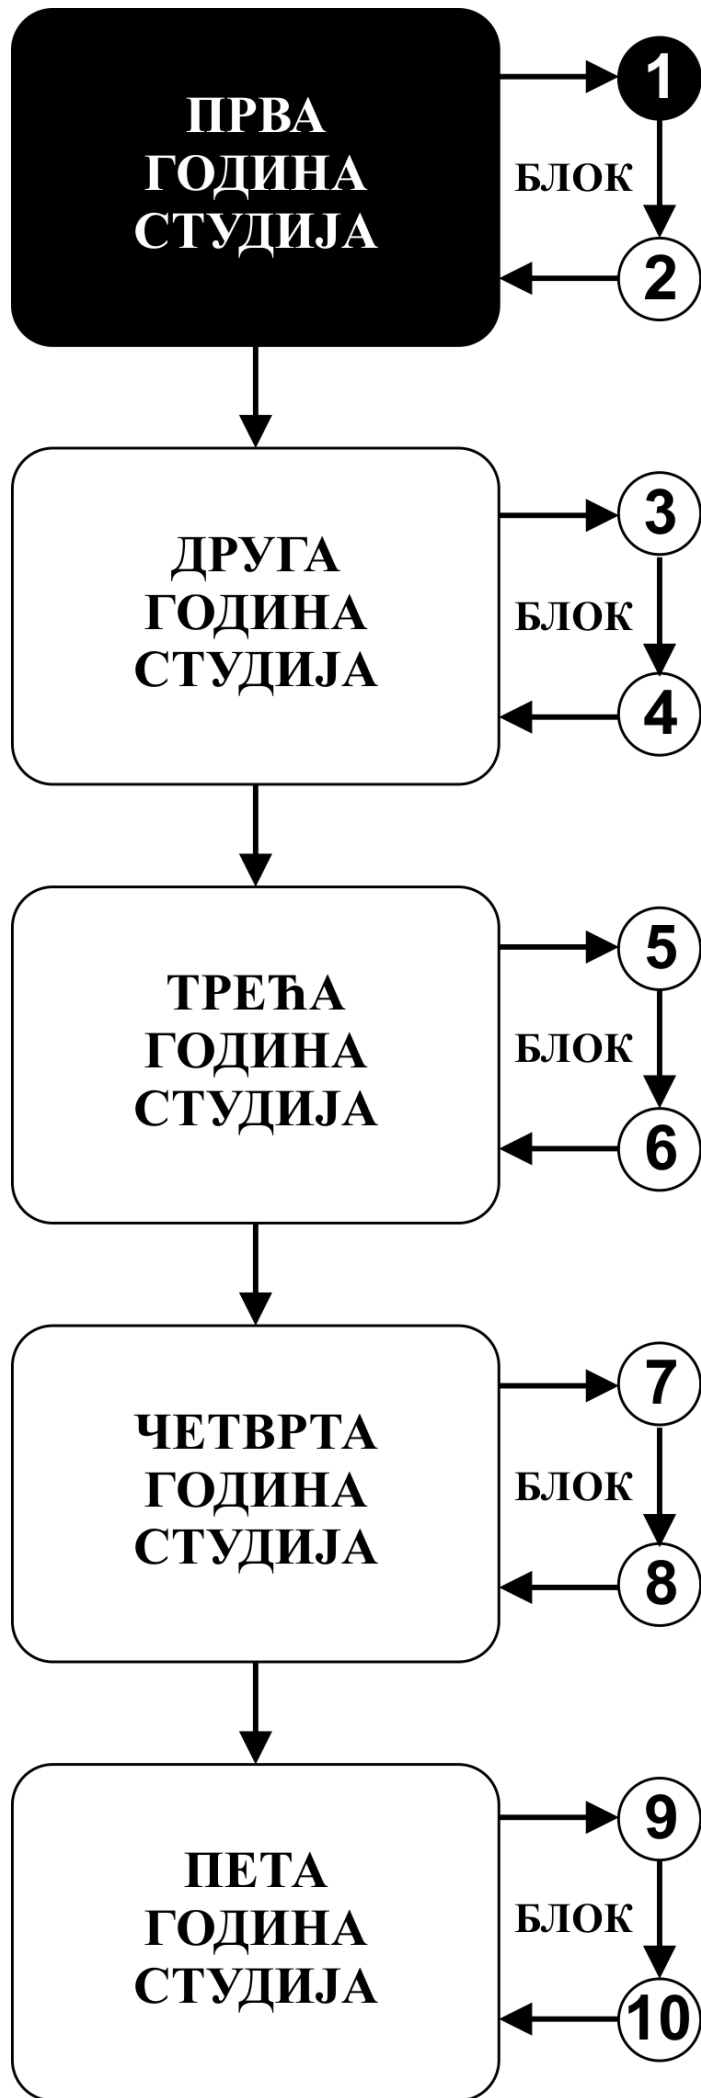 ПРВА
ГОДИНА
СТУДИЈА
1
БЛОК
2
ДРУГА
ГОДИНА
СТУДИЈА
3
БЛОК
4
ТРЕЋА
ГОДИНА
СТУДИЈА
5
БЛОК
6
ЧЕТВРТА
ГОДИНА
СТУДИЈА
7
БЛОК
8
ПЕТА
ГОДИНА
СТУДИЈА
9
БЛОК
10